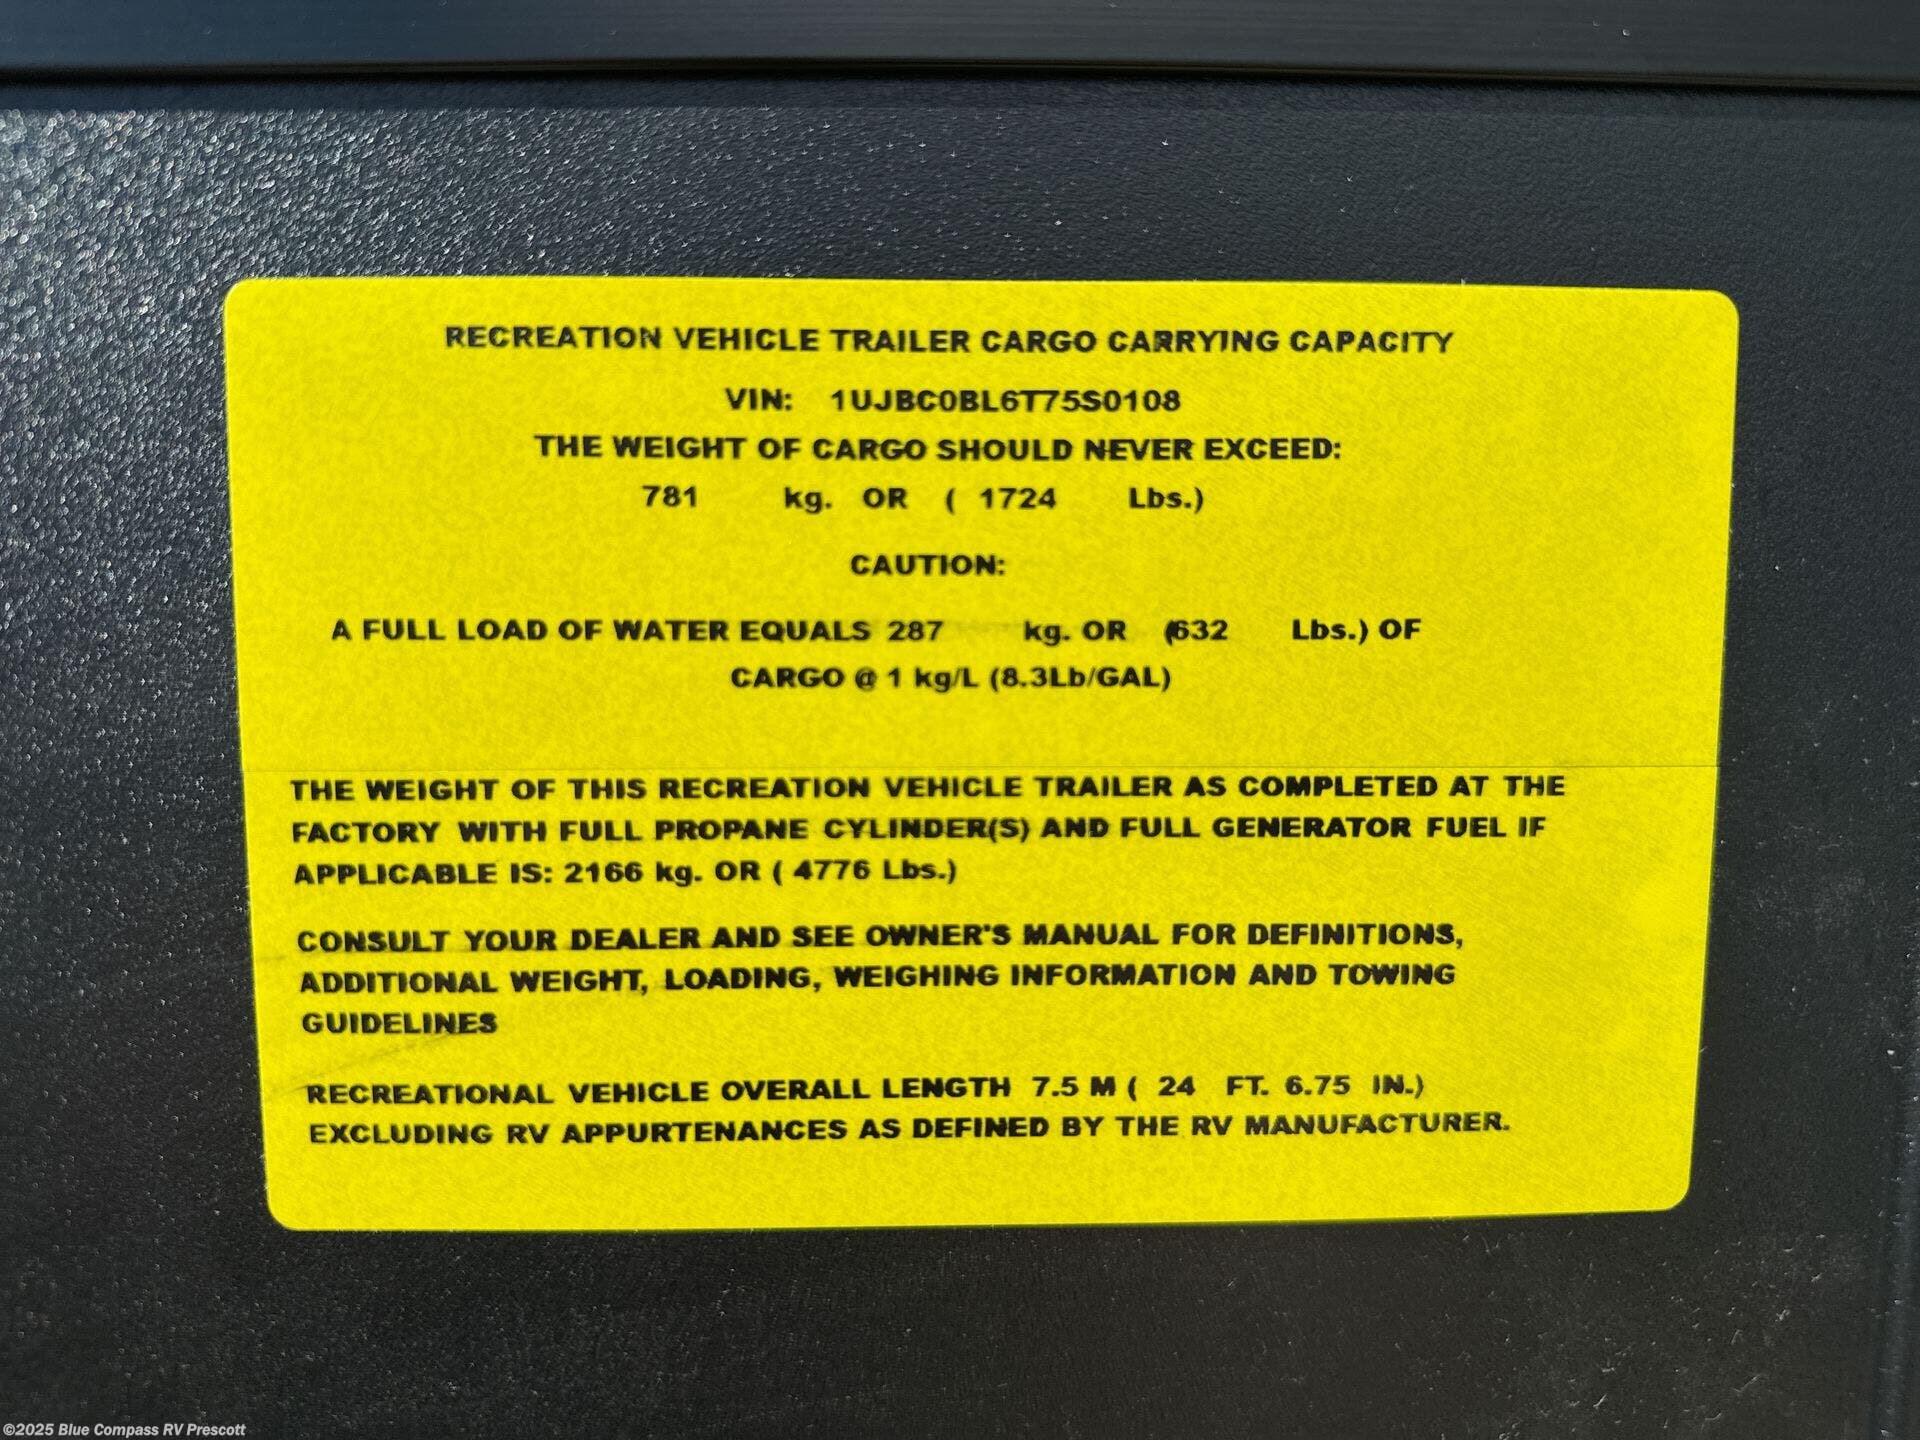 RECREATION VEHICLE TRAILER CARGO CARRYING CAPACITY
VIN: 1UJBC0BL6T75S0108
THE WEIGHT OF CARGO SHOULD NEVER EXCEED:
781 kg. OR ( 1724 Lbs.)
CAUTION:
A FULL LOAD OF WATER EQUALS 287 kg. OR (632 Lbs.) OF
CARGO @ 1 kg/L (8.3Lb/GAL)
THE WEIGHT OF THIS RECREATION VEHICLE TRAILER AS COMPLETED AT THE
FACTORY WITH FULL PROPANE CYLINDER(S) AND FULL GENERATOR FUEL IF
APPLICABLE IS: 2166 kg. OR ( 4776 Lbs.)
CONSULT YOUR DEALER AND SEE OWNER'S MANUAL FOR DEFINITIONS,
ADDITIONAL WEIGHT, LOADING, WEIGHING INFORMATION AND TOWING
GUIDELINES
RECREATIONAL VEHICLE OVERALL LENGTH 7.5 M ( 24 FT. 6.75 IN.)
EXCLUDING RV APPURTENANCES AS DEFINED BY THE RV MANUFACTURER.
©2025 Blue Compass RV Prescott